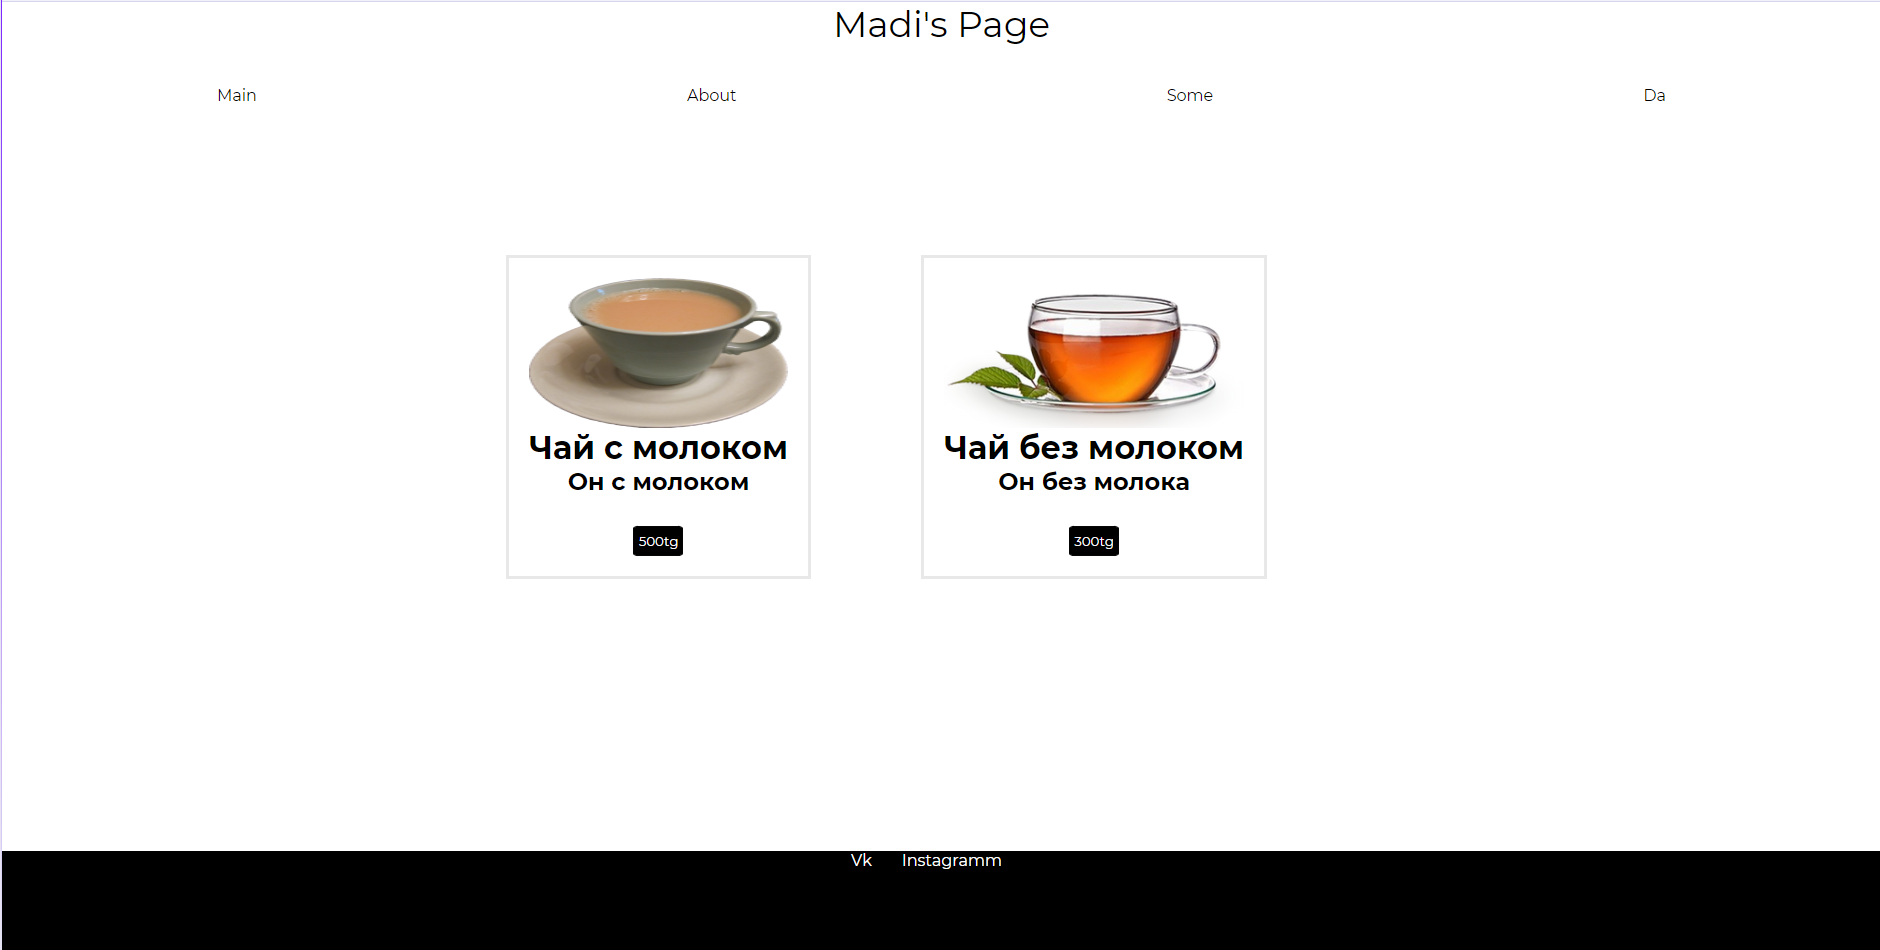 Madi's Page
Main About Some Da
Чай с молоком
Он с молоком
500tg
Чай без молоком
Он без молока
300tg
Vk Instagramm